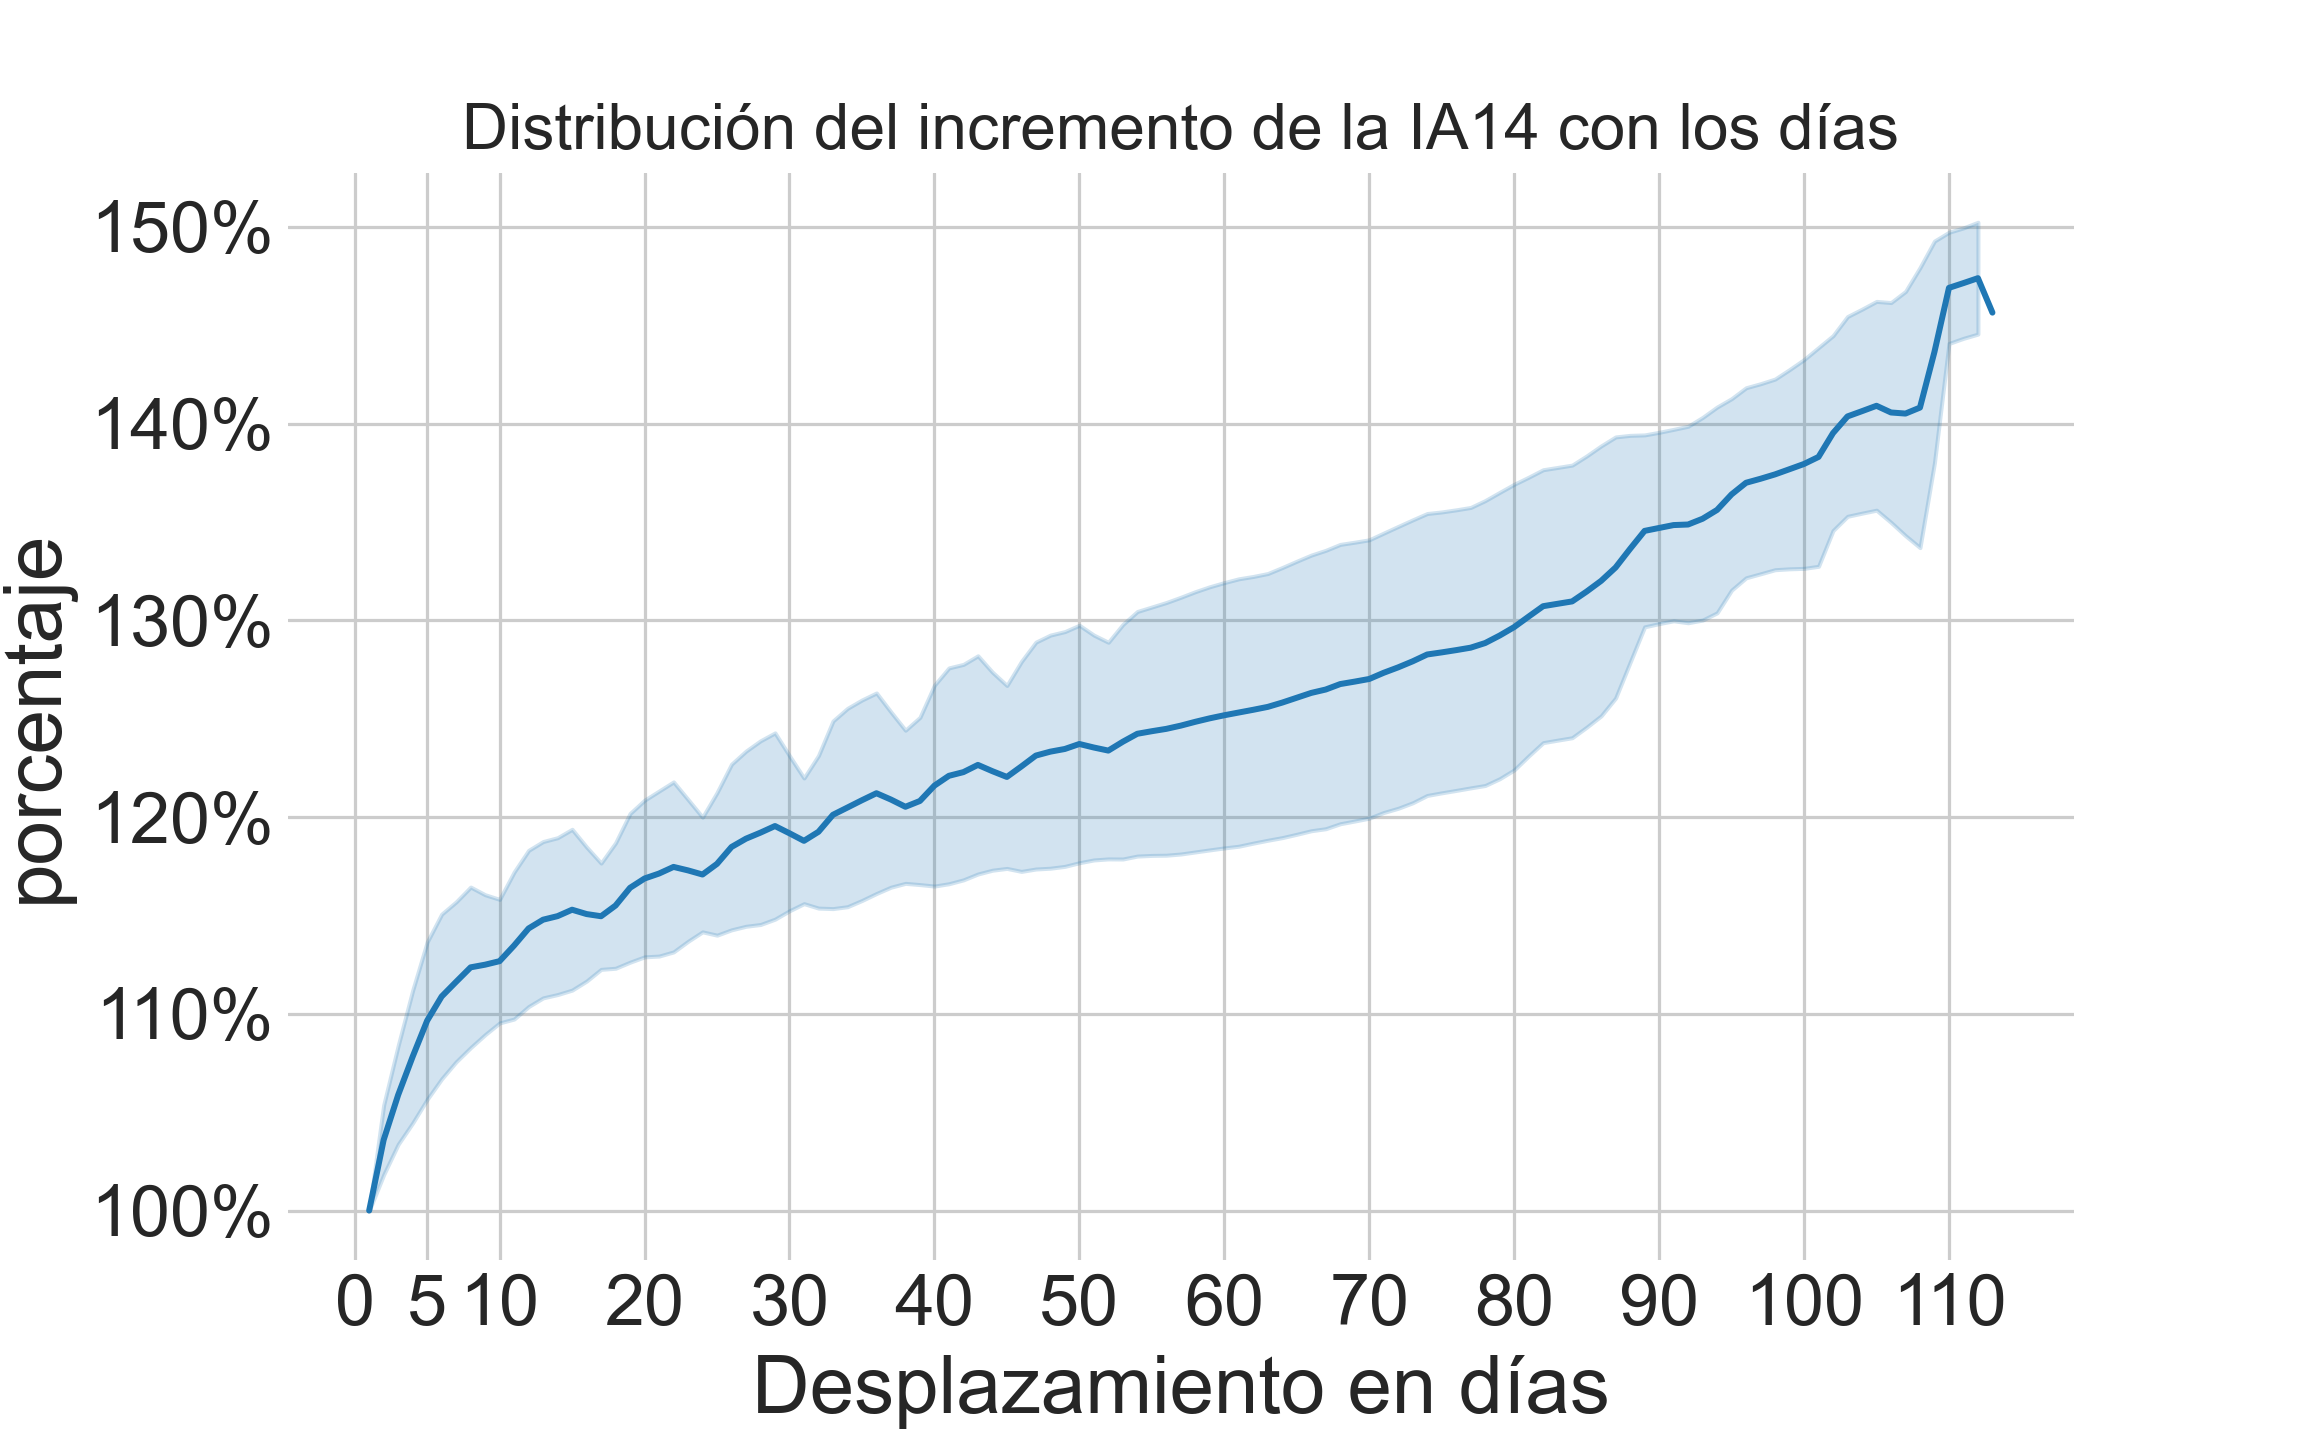 Distribución del incremento de la IA14 con los días
150%
140%
130%
120%
110%
100%
porcentaje
0 5 10 20 30 40 50 60 70 80 90 100 110
Desplazamiento en días